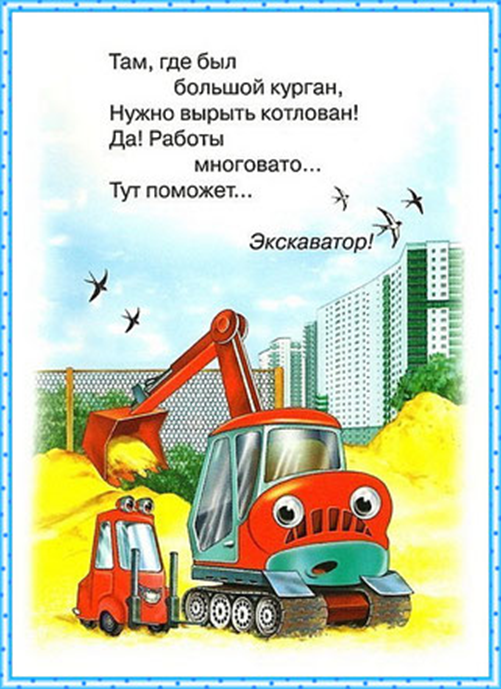 Там, где был
большой курган,
Нужно вырыть котлован!
Да! Работы
многовато...
Тут поможет...
Экскаватор!